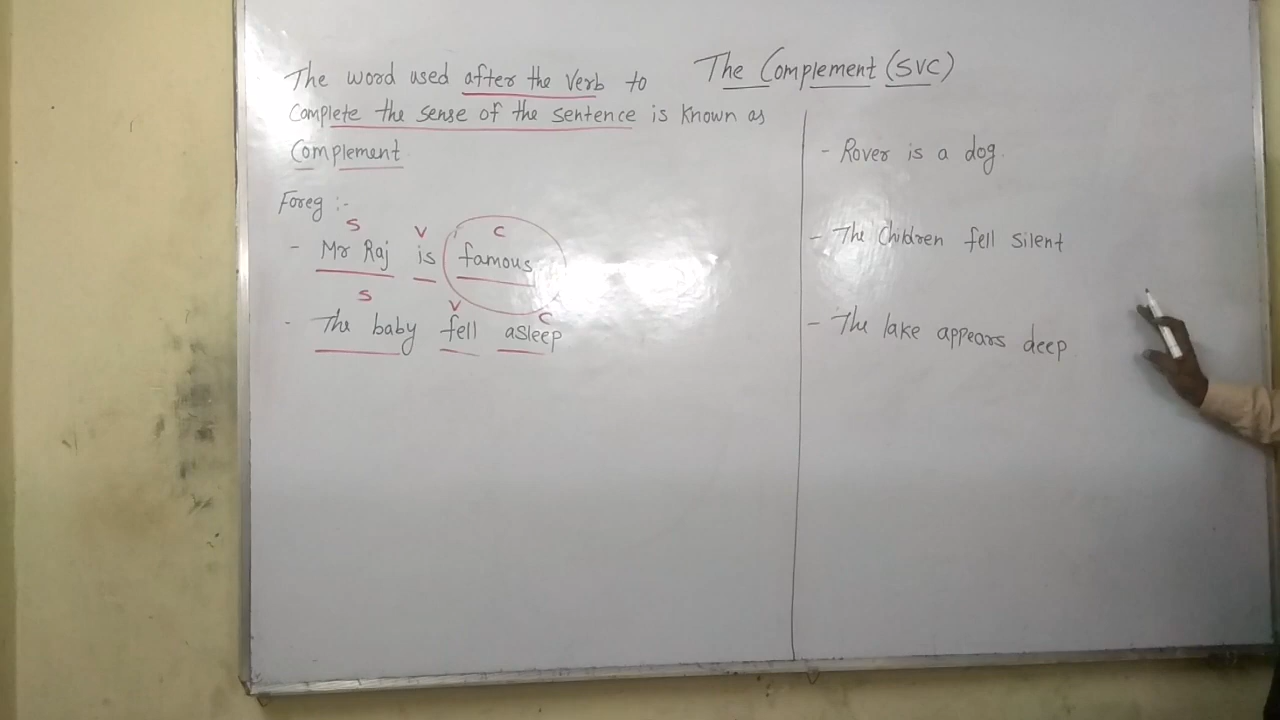 The Complement (SVC)
The word used after the verb to
Complete the sense of the sentence is known as
Complement
Foreg :-
S V C
- Mr Raj is famous
S V C
- The baby fell asleep
- Rover is a dog.
- The Children fell silent
- The lake appears deep